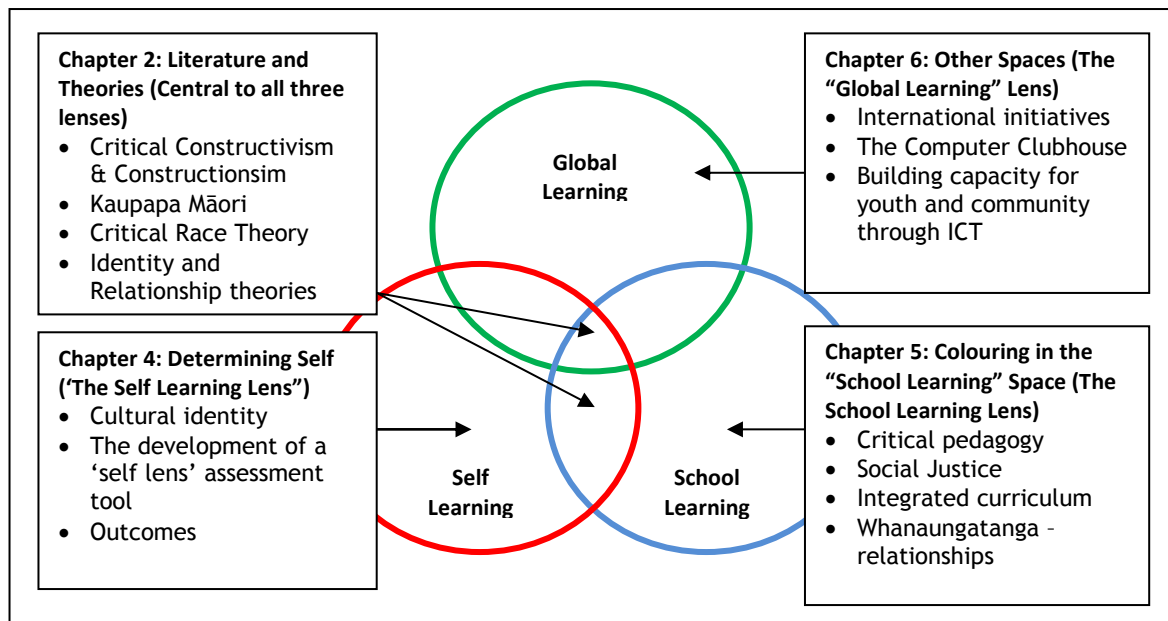 Chapter 2: Literature and
Theories (Central to all three
lenses)
• Critical Constructivism
& Constructionsim
• Kaupapa Māori
• Critical Race Theory
• Identity and
Relationship theories
Chapter 4: Determining Self
(‘The Self Learning Lens”)
• Cultural identity
• The development of a
‘self lens’ assessment
tool
• Outcomes
Global
Learning
Self
Learning
School
Learning
Chapter 6: Other Spaces (The
“Global Learning” Lens)
• International initiatives
• The Computer Clubhouse
• Building capacity for
youth and community
through ICT
Chapter 5: Colouring in the
“School Learning” Space (The
School Learning Lens)
• Critical pedagogy
• Social Justice
• Integrated curriculum
• Whanaungatanga –
relationships